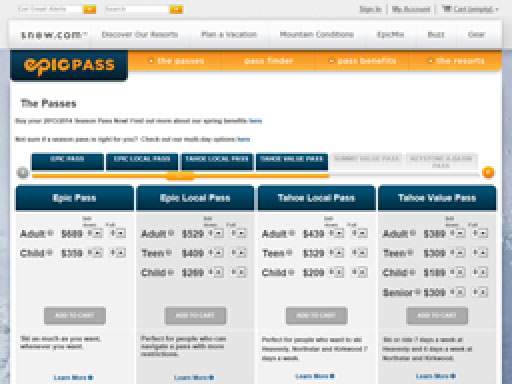 Get Email Alerts
Search
Sign In
My Account
Cart (empty)
snow.com
Discover Our Resorts
Plan a Vacation
Mountain Conditions
EpicMix
Buzz
Gear
epicPASS
the passes
pass finder
pass benefits
the resorts
The Passes
Buy your 2013/2014 Season Pass Now! Find out more about our spring benefits here
Not sure if a season pass is right for you? Check out our multi-day options here
EPIC PASS
EPIC LOCAL PASS
TAHOE LOCAL PASS
TAHOE VALUE PASS
SUMMIT VALUE PASS
KEYSTONE A-BASIN
PASS
Epic Pass
Adult $689
Child $359
ADD TO CART
Ski as much as you want,
whenever you want.
Learn More
Epic Local Pass
Adult $529
Teen $409
Child $269
ADD TO CART
Perfect for people who can
navigate a pass with more
restrictions.
Learn More
Tahoe Local Pass
Adult $439
Teen $329
Child $209
ADD TO CART
Perfect for people who want to ski
Heavenly, Northstar and Kirkwood 7
days a week.
Learn More
Tahoe Value Pass
Adult $389
Teen $309
Child $189
Senior $309
ADD TO CART
Ski or ride 7 days a week at
Heavenly and 6 days a week at
Northstar and Kirkwood.
Learn More